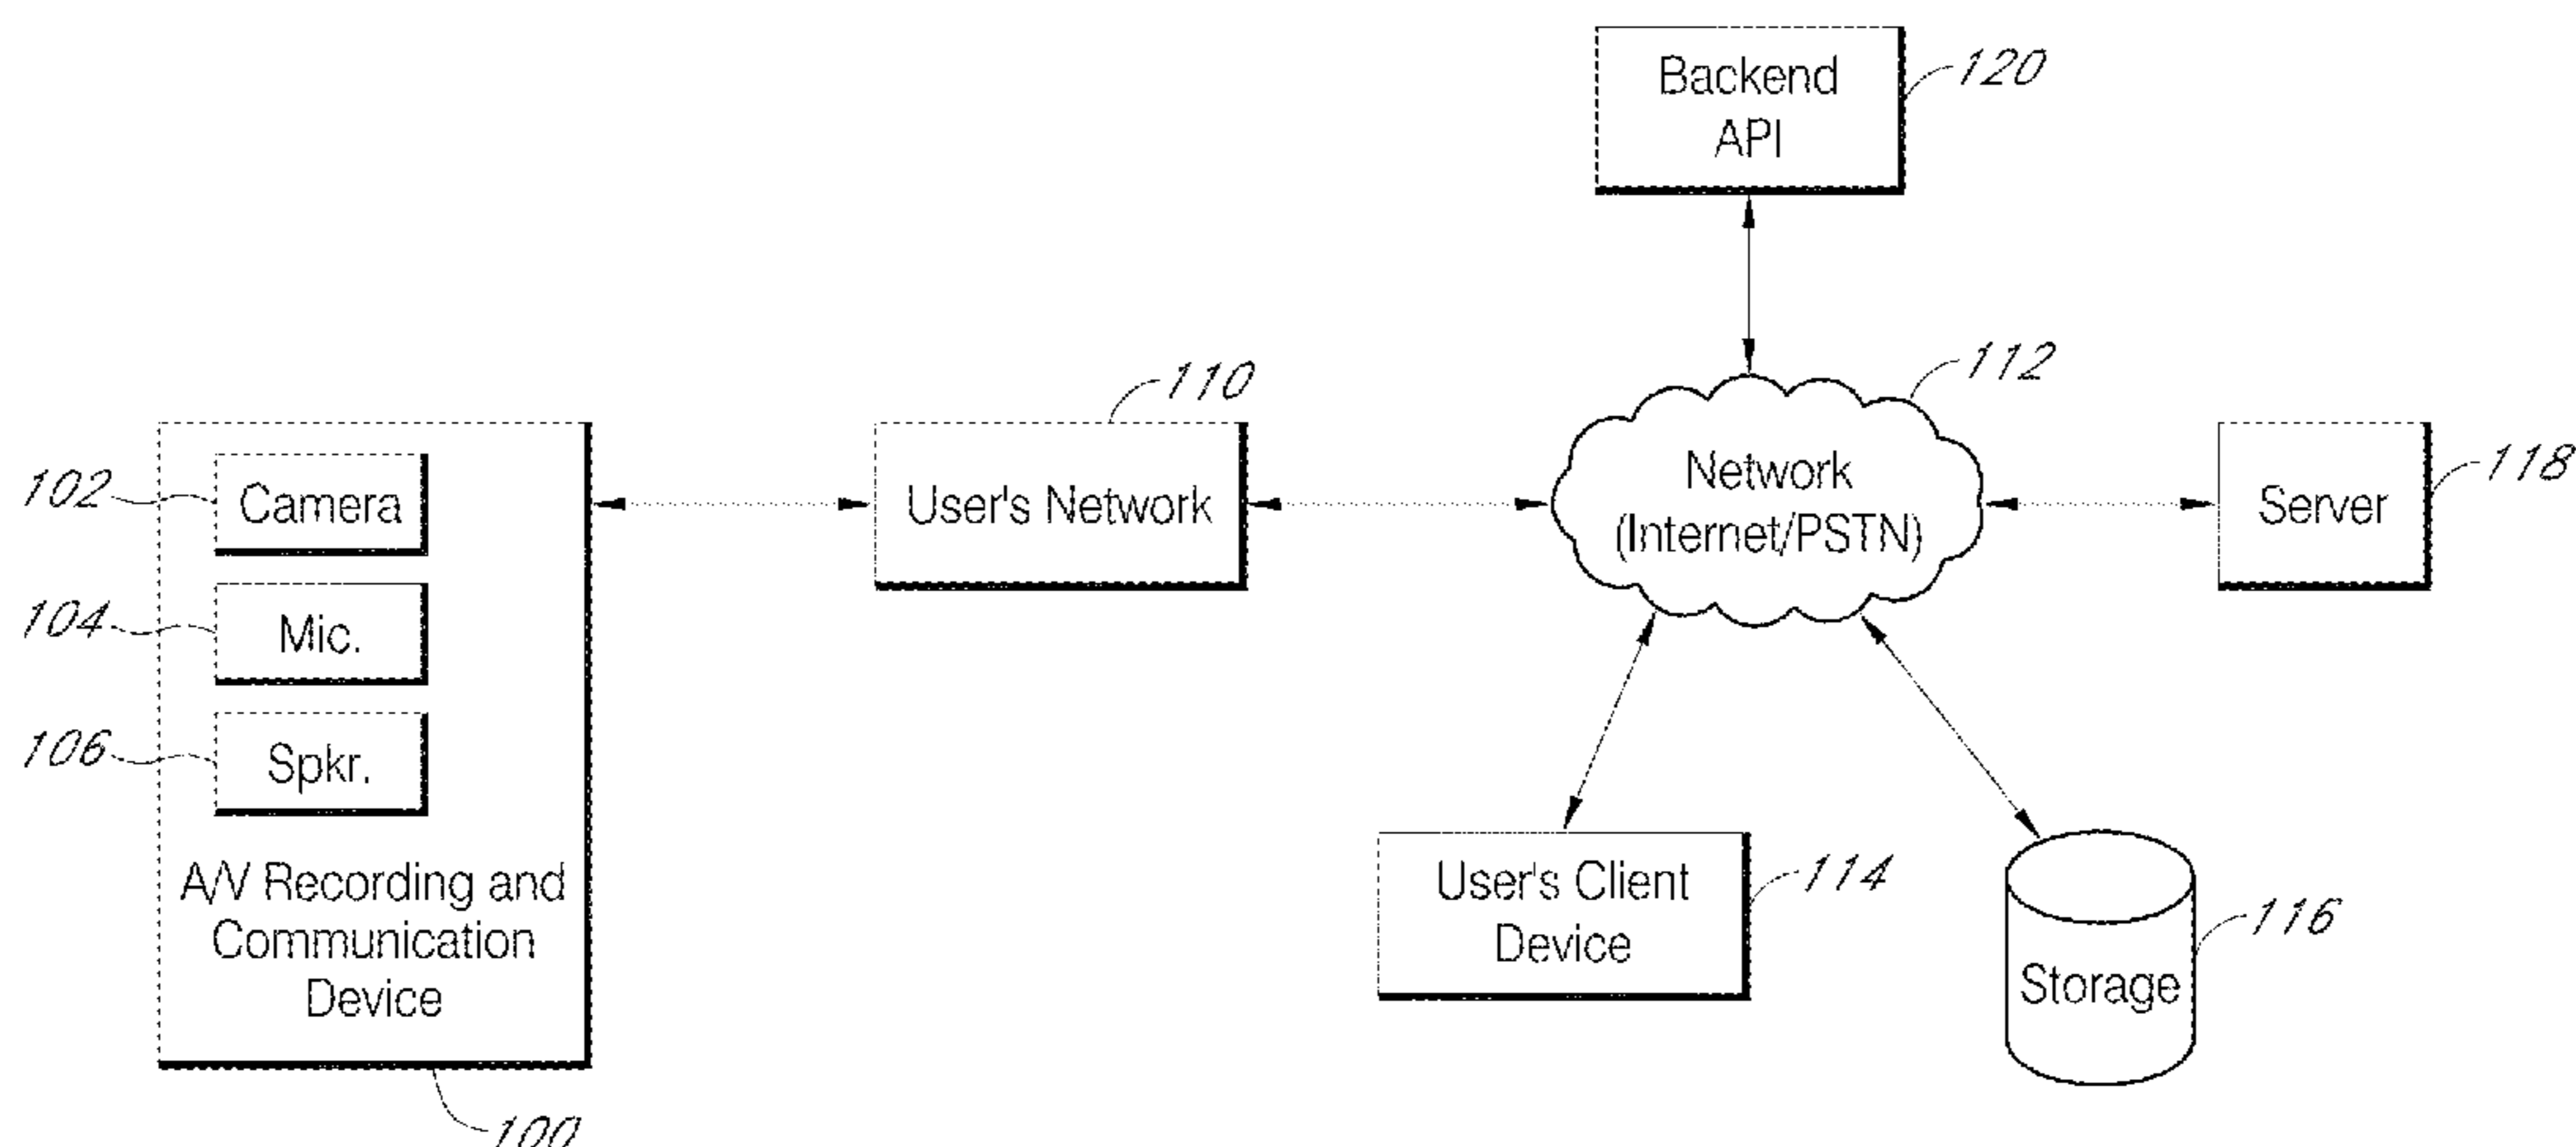 Backend
API
120
110
112
102
Camera
User's Network
Network
(Internet/PSTN)
Server
118
104
Mic.
106
Spkr.
A/V Recording and
Communication
Device
User's Client
Device
114
Storage
116
100